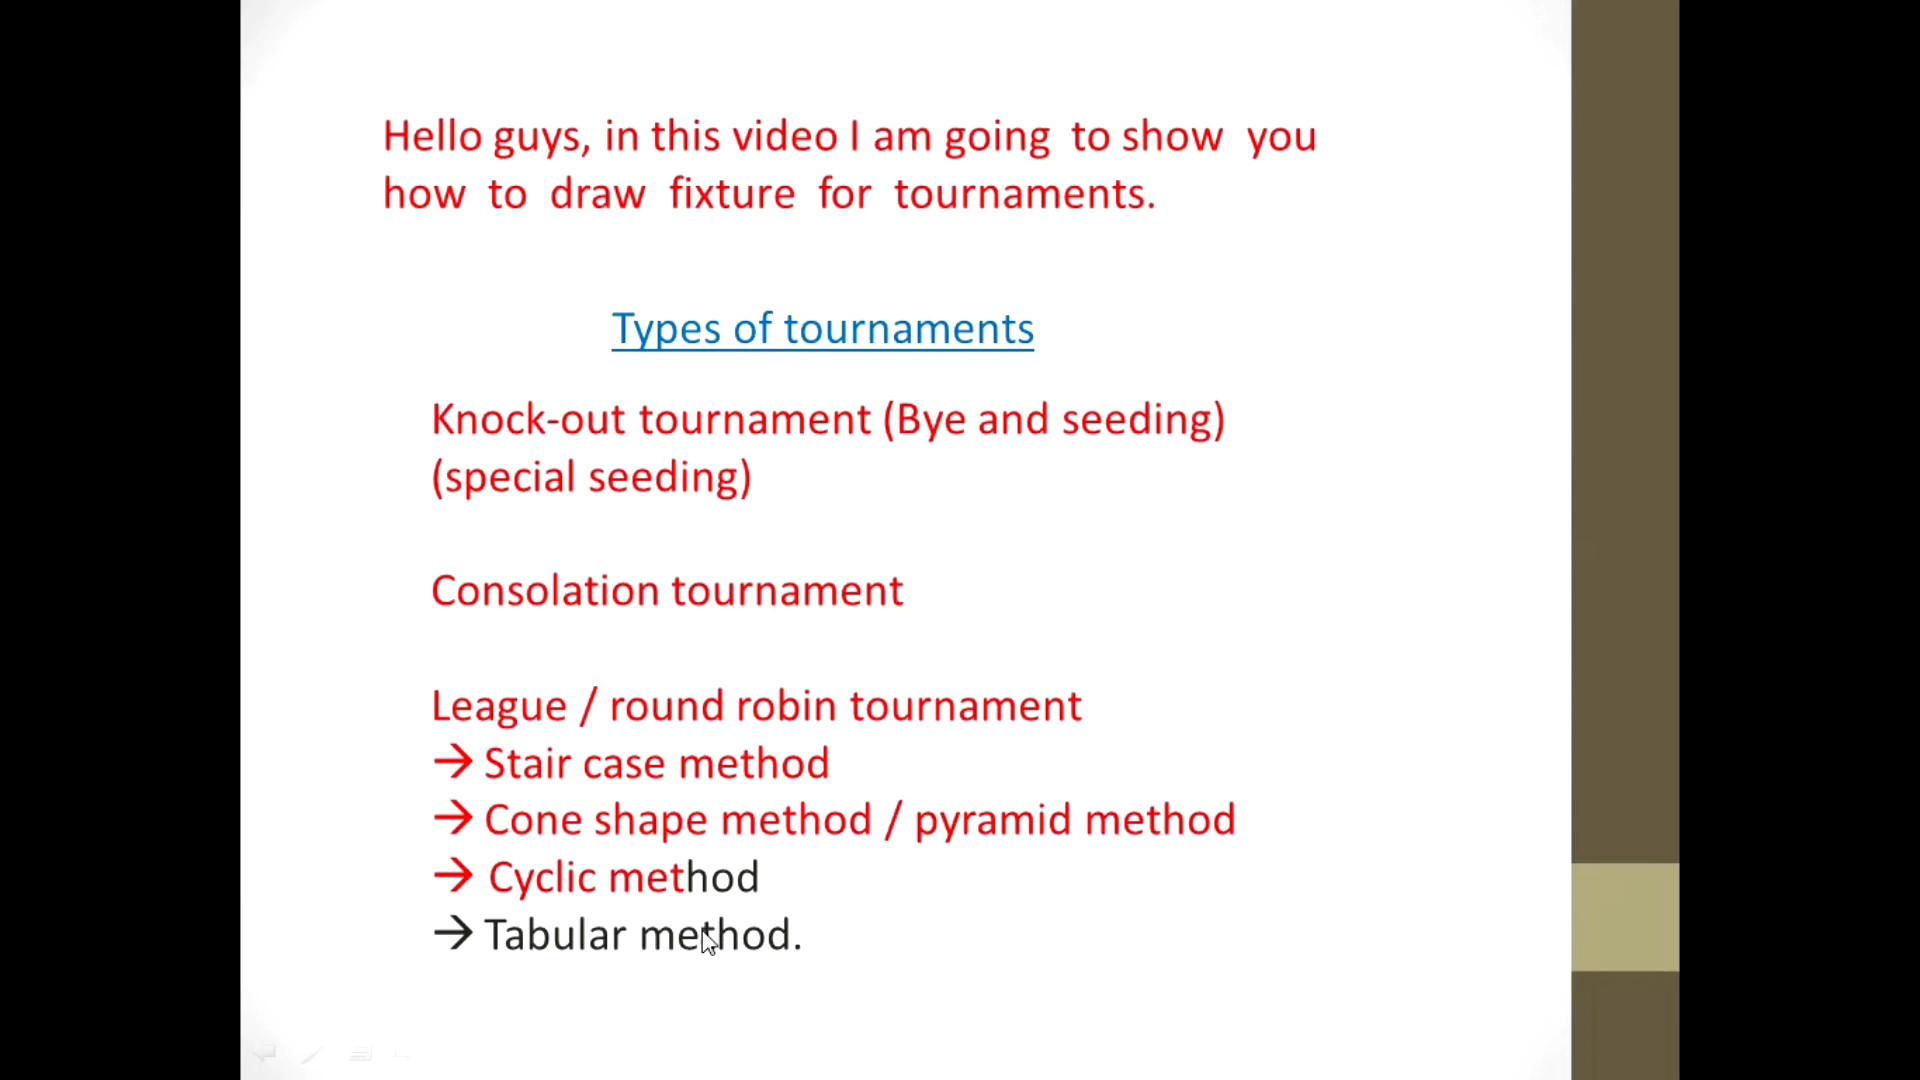 Hello guys, in this video I am going to show you
how to draw fixture for tournaments.
Types of tournaments
Knock-out tournament (Bye and seeding)
(special seeding)
Consolation tournament
League / round robin tournament
→ Stair case method
→ Cone shape method / pyramid method
→ Cyclic method
→ Tabular method.